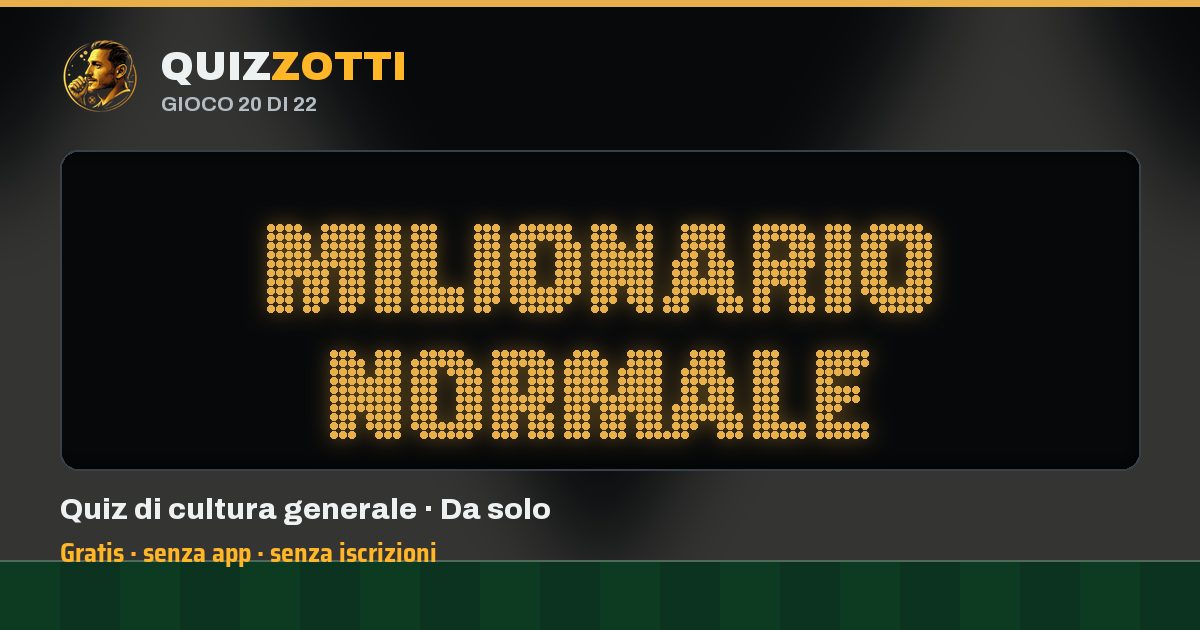 QUIZZOTTI
GIOCO 20 DI 22
MILIONARIO
NORMALE
Quiz di cultura generale · Da solo
Gratis · senza app · senza iscrizioni